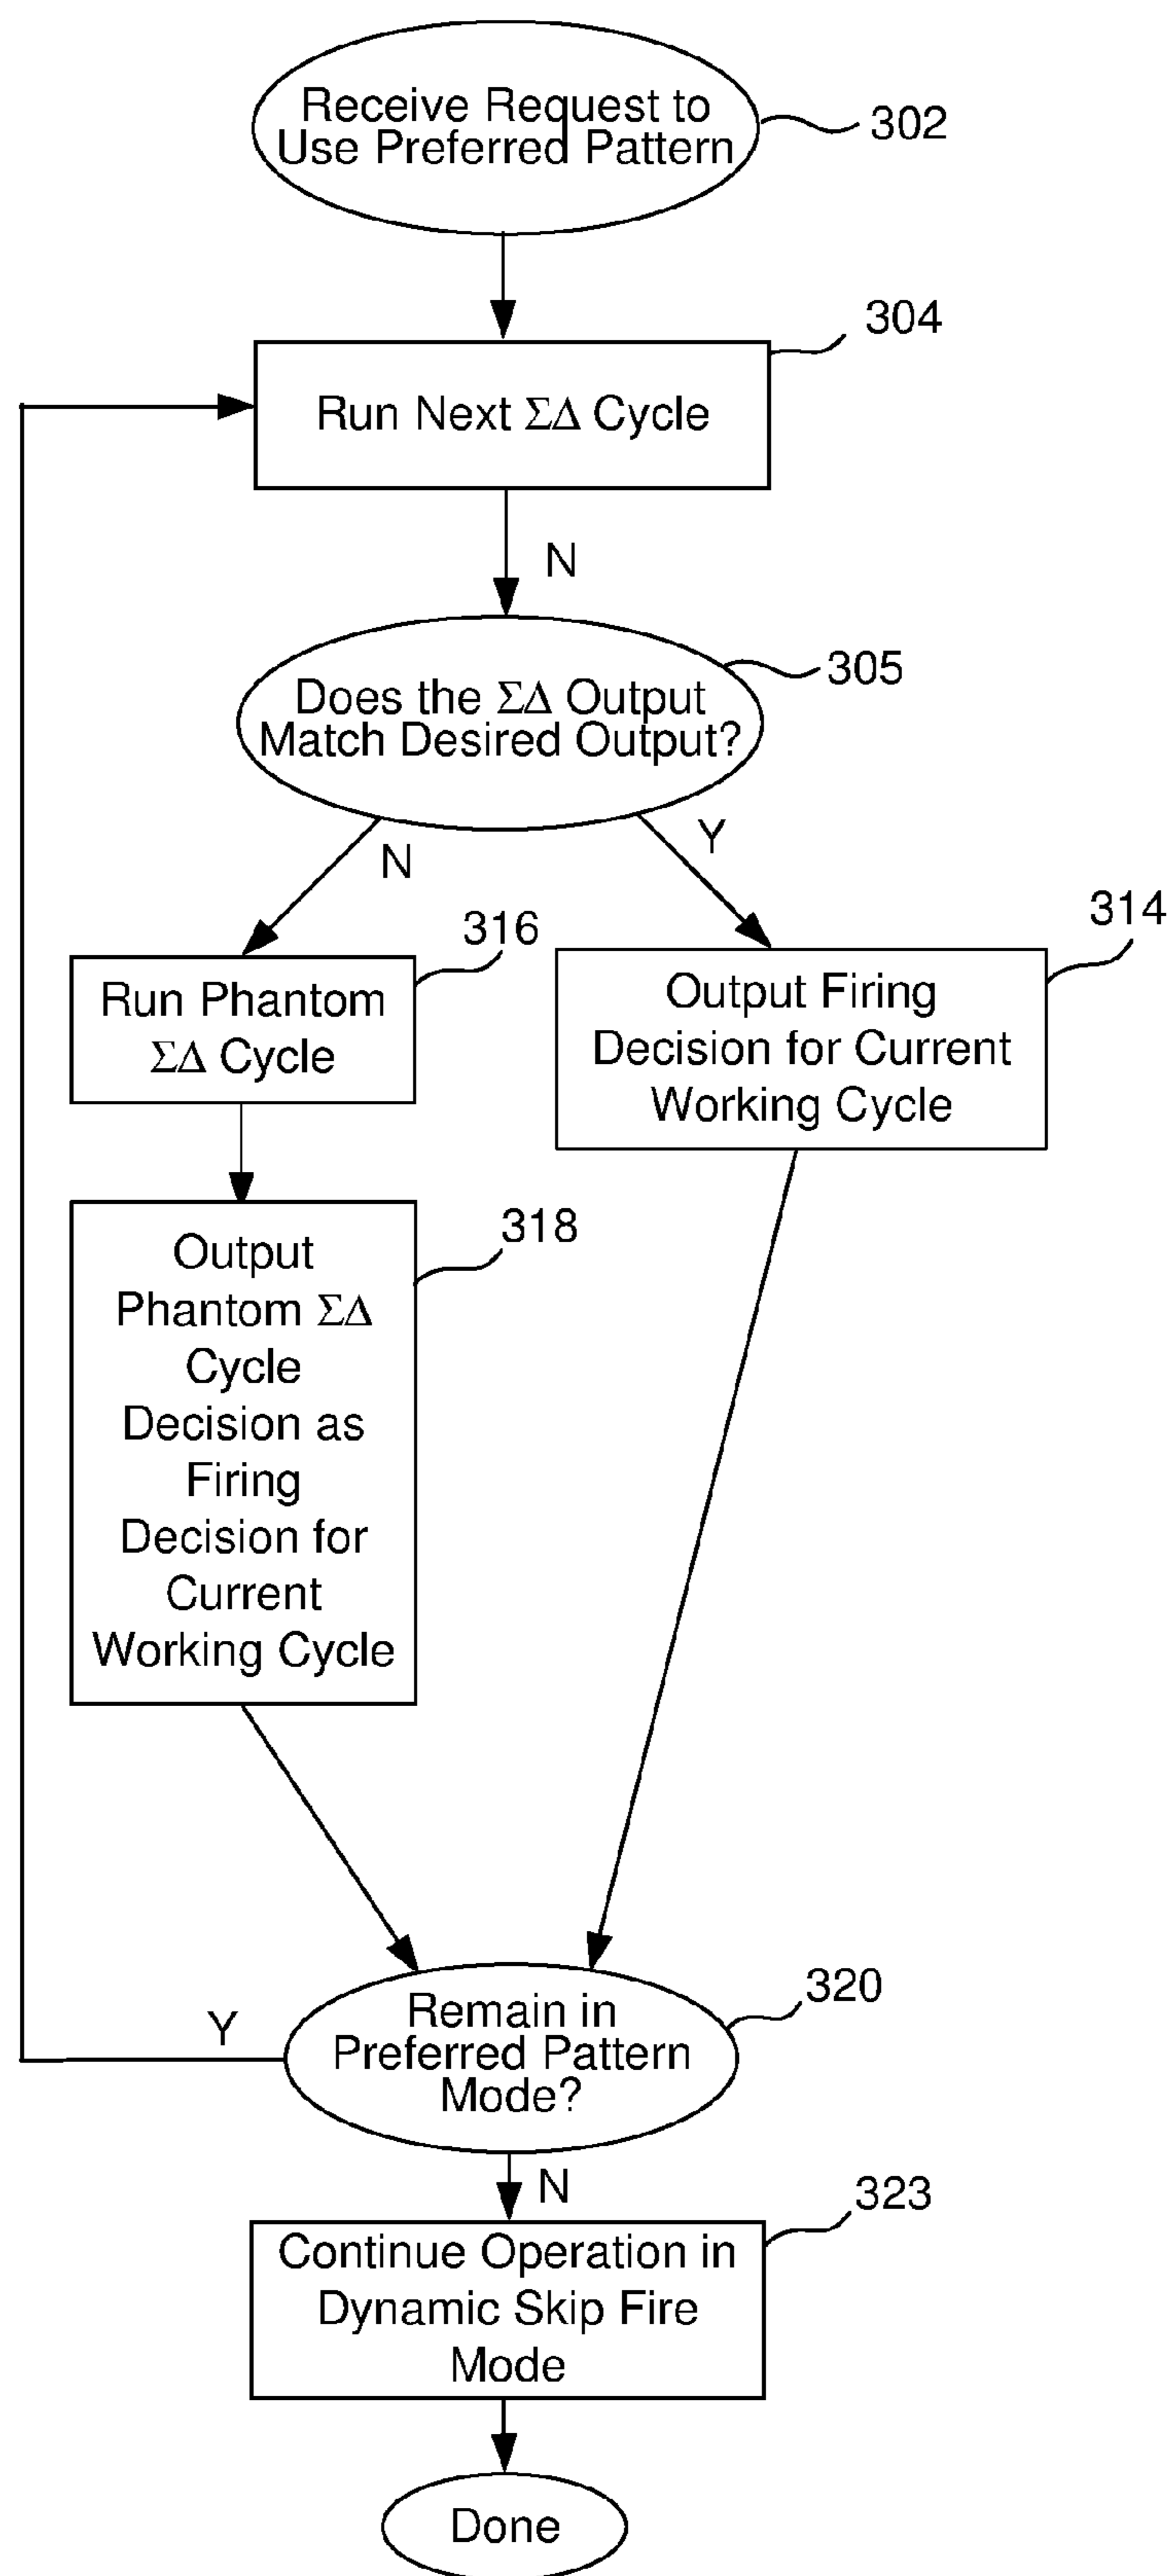 Receive Request to
Use Preferred Pattern
302
304
Run Next ΣΔ Cycle
N
305
Does the ΣΔ Output
Match Desired Output?
N
Y
316
314
Run Phantom
ΣΔ Cycle
Output Firing
Decision for Current
Working Cycle
318
Output
Phantom ΣΔ
Cycle
Decision as
Firing
Decision for
Current
Working Cycle
320
Remain in
Preferred Pattern
Mode?
Y
N
323
Continue Operation in
Dynamic Skip Fire
Mode
Done